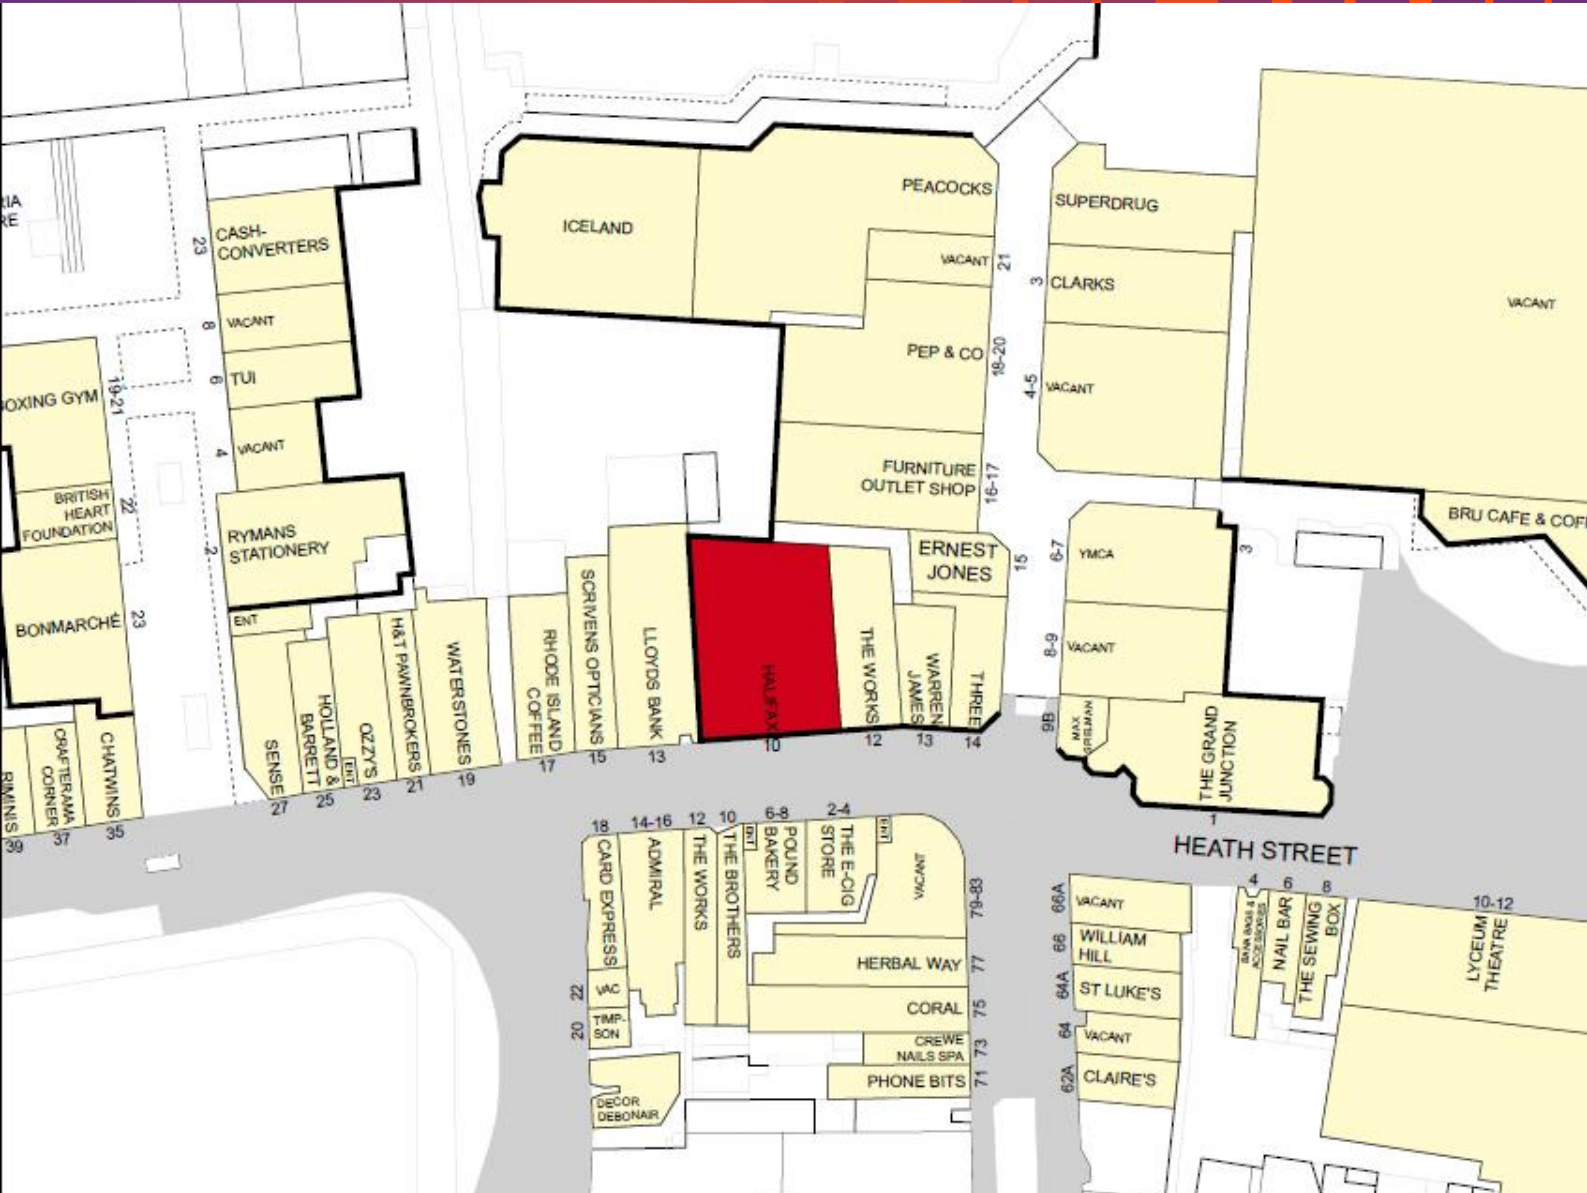 IA
RE
CASH-
CONVERTERS
23
VACANT
8
TUI
6
VACANT
4
RYMANS
STATIONERY
2
OXING GYM
19-21
BRITISH
HEART
FOUNDATION
22
BONMARCHÉ
23
ICELAND
PEACOCKS
VACANT
21
PEP & CO
18-20
FURNITURE
OUTLET SHOP
16-17
ERNEST
JONES
15
SUPERDRUG
CLARKS
3
VACANT
4-5
VACANT
BRU CAFE & COF
YMCA
6-7
3
VACANT
8-9
MAX
SPIELMAN
9B
THE GRAND
JUNCTION
1
HEATH STREET
RIMINIS
39
CRAFTERAMA
CORNER
37
CHATWINS
35
ENT
SENSE
27
HOLLAND &
BARRETT
25
ENT
OZZY'S
23
H&T PAWNBROKERS
21
WATERSTONES
19
RHODE ISLAND
COFFEE
17
SCRIVENS OPTICIANS
15
LLOYDS BANK
13
HALIFAX
10
THE WORKS
12
WARREN
JAMES
13
THREE
14
18
CARD EXPRESS
14-16
ADMIRAL
12
THE WORKS
10
THE BROTHERS
ENT
6-8
POUND
BAKERY
2-4
THE E-CIG
STORE
ENT
VACANT
79-83
HERBAL WAY
77
CORAL
75
CREWE
NAILS SPA
73
PHONE BITS
71
22
VAC
20
TIMP-
SON
DECOR
DEBONAIR
66A
VACANT
66
WILLIAM
HILL
64A
ST LUKE'S
64
VACANT
62A
CLAIRE'S
4
BANK BAGS &
ACCESSORIES
6
NAIL BAR
8
THE SEWING
BOX
10-12
LYCEUM
THEATRE